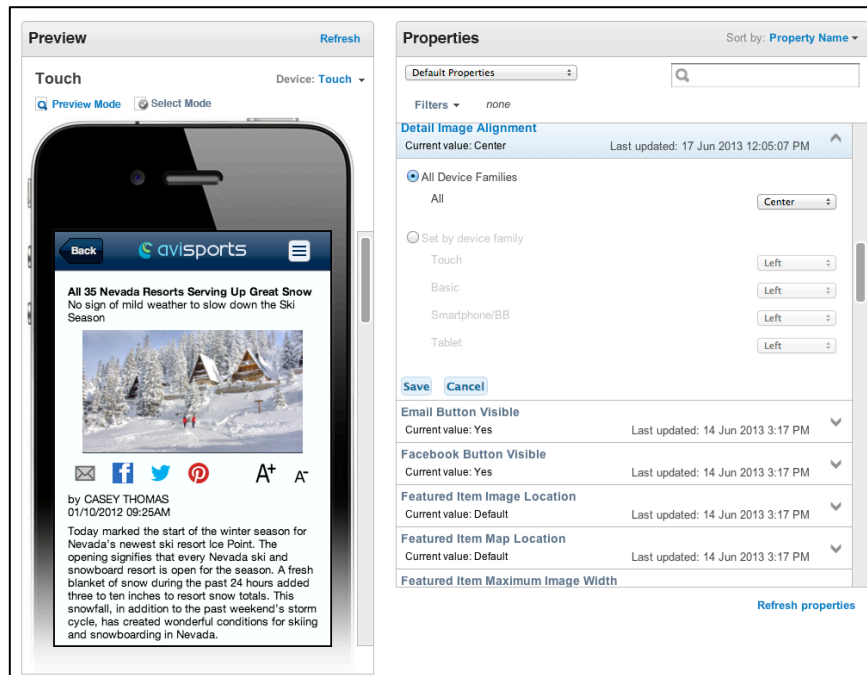 Preview
Refresh
Touch
Device: Touch
Preview Mode
Select Mode
Back
avisports
All 35 Nevada Resorts Serving Up Great Snow
No sign of mild weather to slow down the Ski
Season
A+ A-
by CASEY THOMAS
01/10/2012 09:25AM
Today marked the start of the winter season for
Nevada's newest ski resort Ice Point. The
opening signifies that every Nevada ski and
snowboard resort is open for the season. A fresh
blanket of snow during the past 24 hours added
three to ten inches to resort snow totals. This
snowfall, in addition to the past weekend's storm
cycle, has created wonderful conditions for skiing
and snowboarding in Nevada.
Properties
Sort by: Property Name
Default Properties
Filters none
Detail Image Alignment
Current value: Center Last updated: 17 Jun 2013 12:05:07 PM
All Device Families
All Center
Set by device family
Touch Left
Basic Left
Smartphone/BB Left
Tablet Left
Save Cancel
Email Button Visible
Current value: Yes Last updated: 14 Jun 2013 3:17 PM
Facebook Button Visible
Current value: Yes Last updated: 14 Jun 2013 3:17 PM
Featured Item Image Location
Current value: Default Last updated: 14 Jun 2013 3:17 PM
Featured Item Map Location
Current value: Default Last updated: 14 Jun 2013 3:17 PM
Featured Item Maximum Image Width
Refresh properties